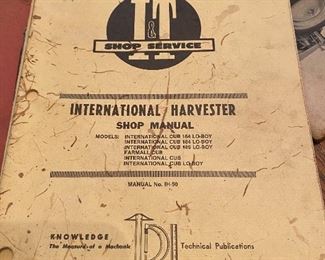 I&T
SHOP SERVICE
INTERNATIONAL HARVESTER
SHOP MANUAL
MODELS: INTERNATIONAL CUB 154 LO-BOY
INTERNATIONAL CUB 184 LO-BOY
INTERNATIONAL CUB 185 LO-BOY
FARMALL CUB
INTERNATIONAL CUB
INTERNATIONAL CUB LO-BOY
MANUAL No. IH-50
KNOWLEDGE
The Measure of a Mechanic
Technical Publications